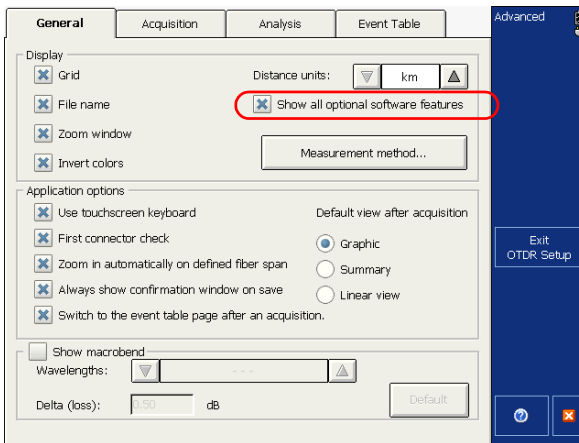 General
Acquisition
Analysis
Event Table
Advanced
Display
Grid
Distance units:
km
File name
Show all optional software features
Zoom window
Invert colors
Measurement method...
Application options
Use touchscreen keyboard
Default view after acquisition
First connector check
Graphic
Zoom in automatically on defined fiber span
Summary
Always show confirmation window on save
Linear view
Switch to the event table page after an acquisition.
Exit
OTDR Setup
Show macrobend
Wavelengths:
---
Delta (loss):
0.50
dB
Default